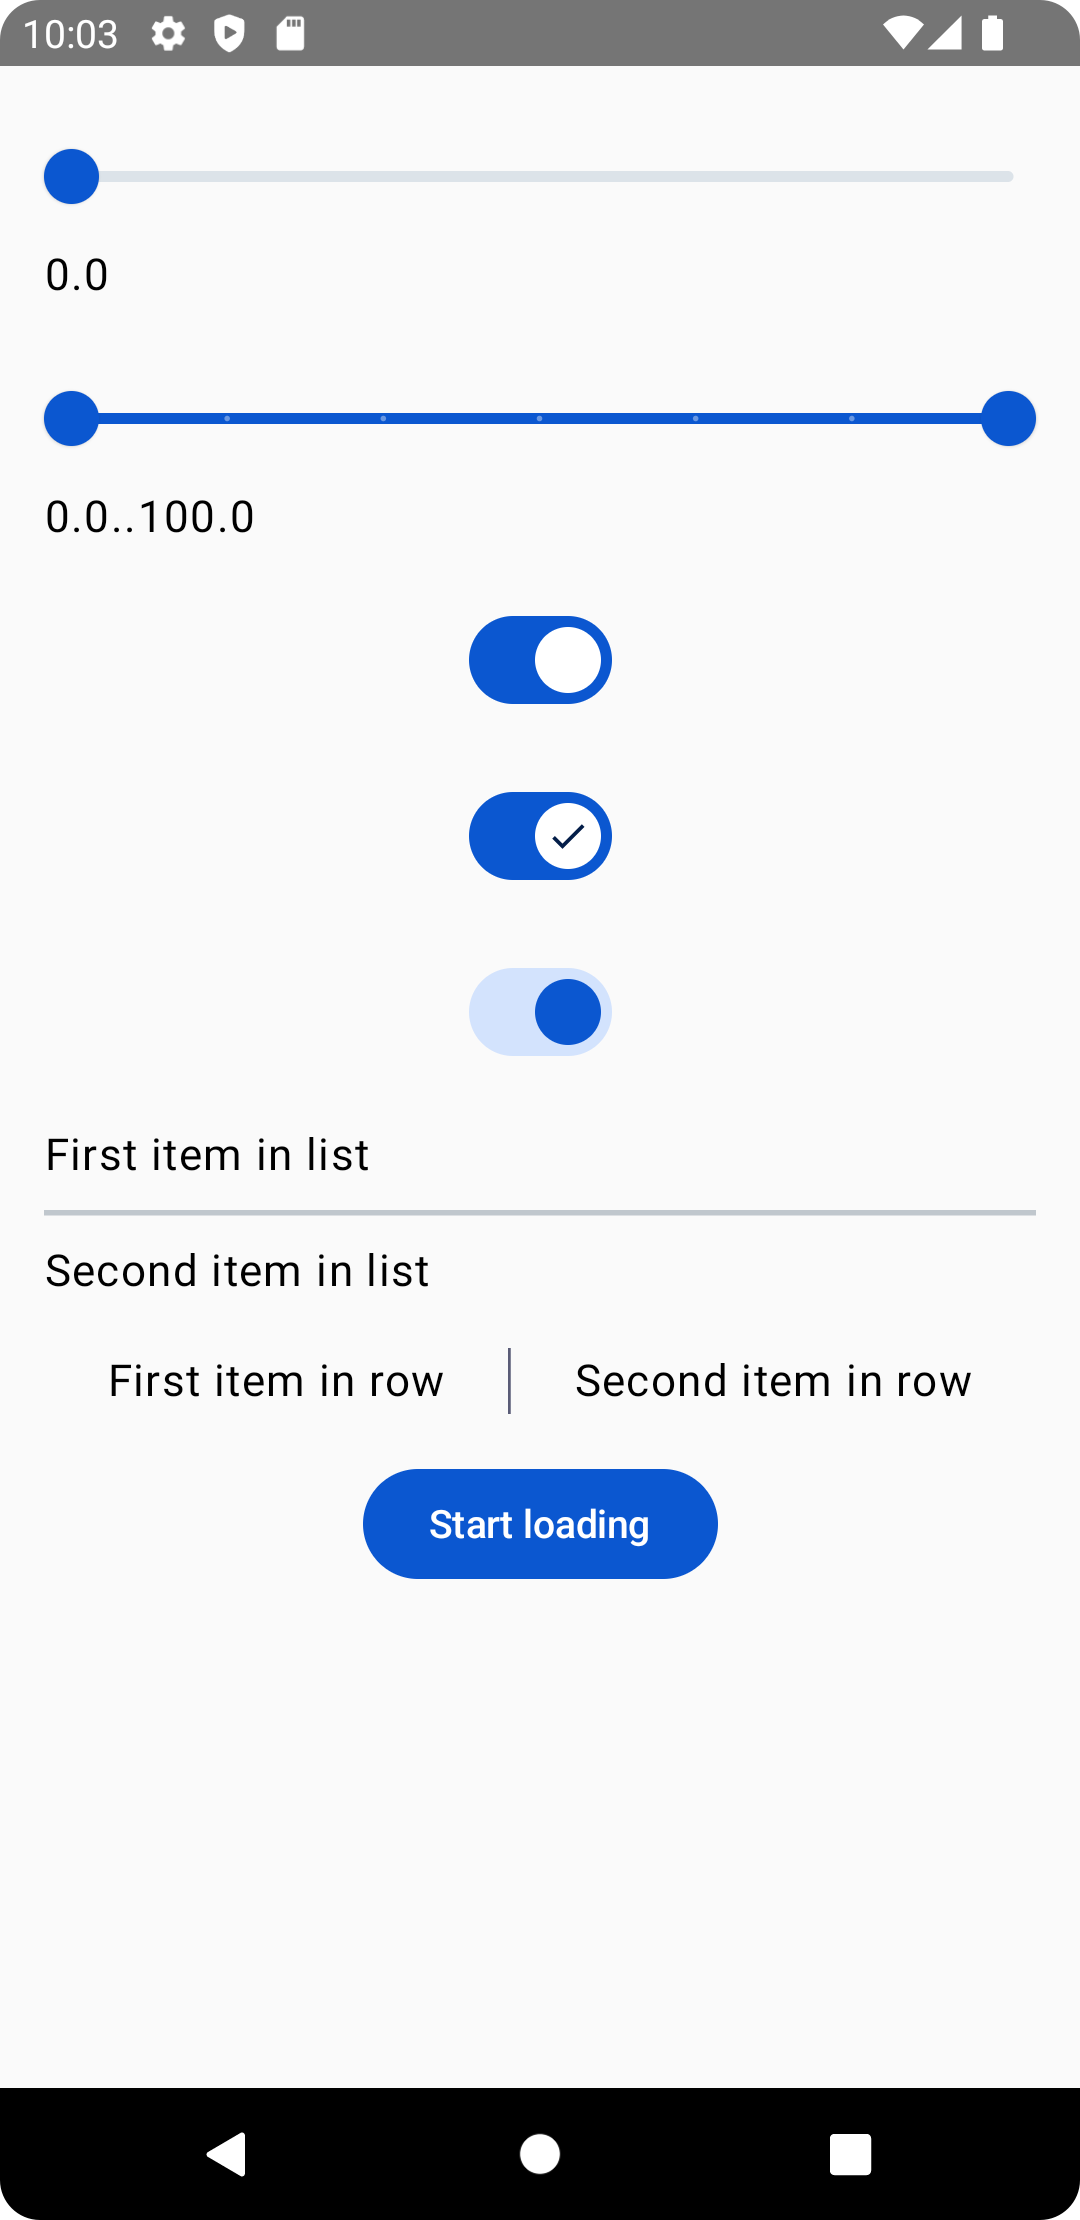 10:03
0.0
0.0..100.0
First item in list
Second item in list
First item in row
Second item in row
Start loading